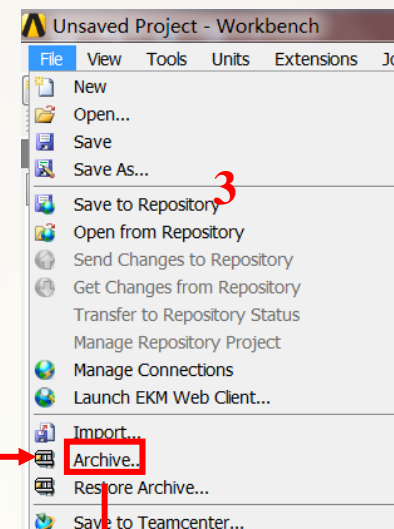 Unsaved Project - Workbench
File View Tools Units Extensions
New
Open...
Save
Save As...
3
Save to Repository
Open from Repository
Send Changes to Repository
Get Changes from Repository
Transfer to Repository Status
Manage Repository Project
Manage Connections
Launch EKM Web Client...
Import...
Archive...
Restore Archive...
Save to Teamcenter...